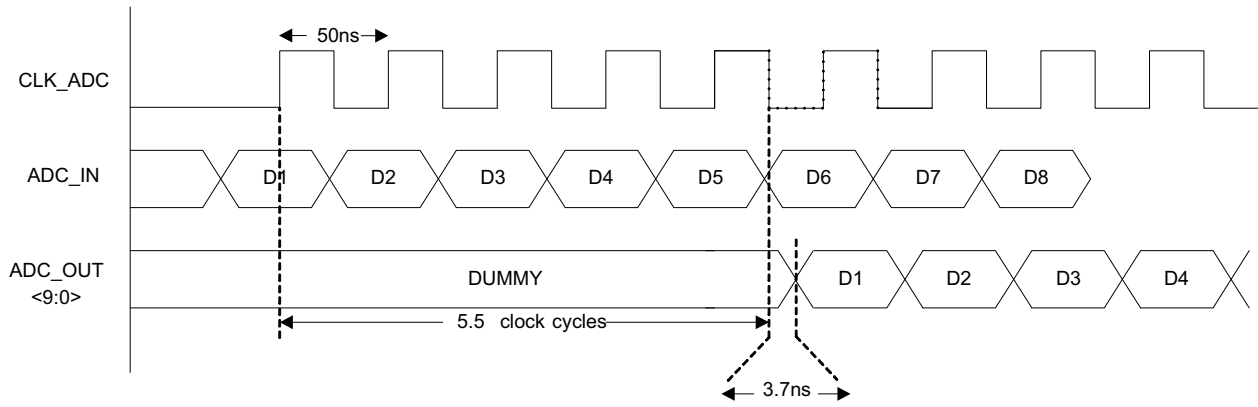 50ns
CLK_ADC
ADC_IN
D1 D2 D3 D4 D5 D6 D7 D8
ADC_OUT
<9:0>
DUMMY D1 D2 D3 D4
5.5 clock cycles
3.7ns